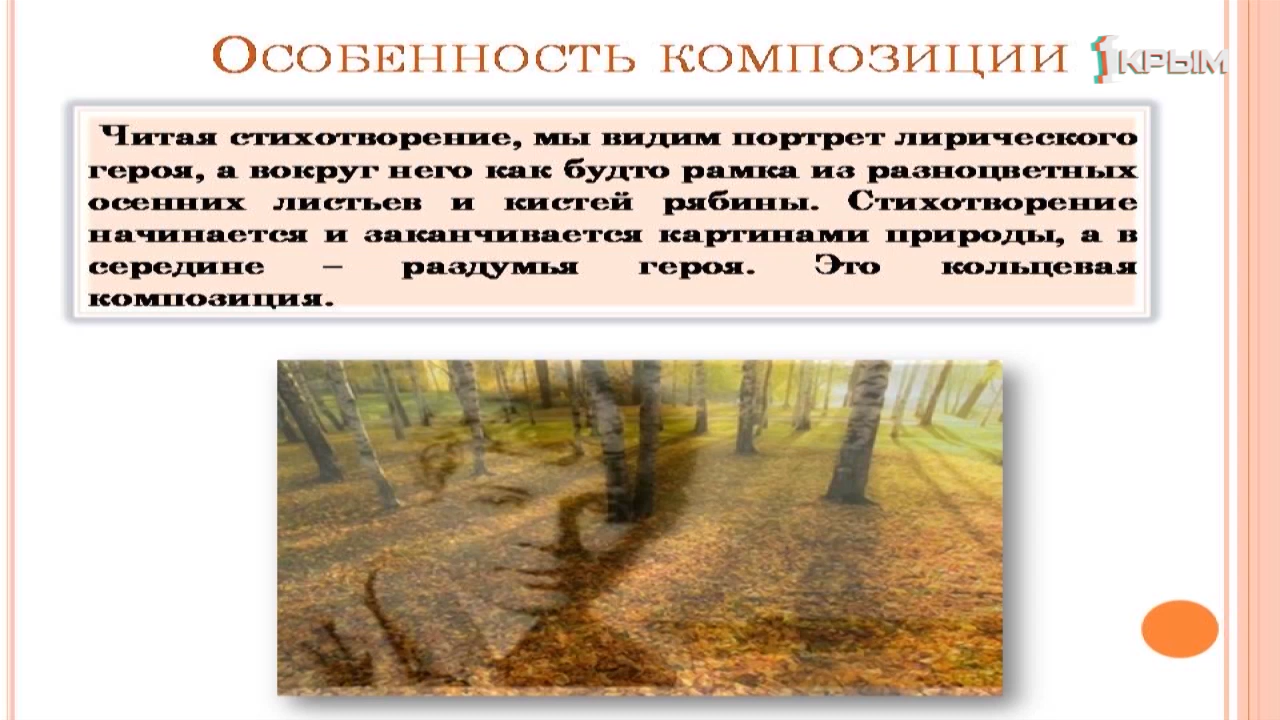 Особенность композиции
1 КРЫМ
Читая стихотворение, мы видим портрет лирического
героя, а вокруг него как будто рамка из разноцветных
осенних листьев и кистей рябины. Стихотворение
начинается и заканчивается картинами природы, а в
середине – раздумья героя. Это кольцевая
композиция.